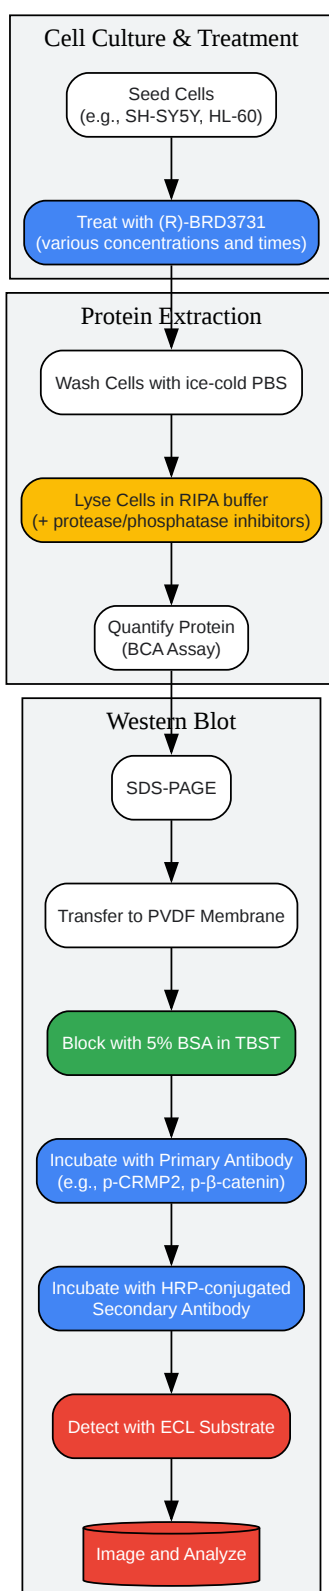 Cell Culture & Treatment
Seed Cells
(e.g., SH-SY5Y, HL-60)
Treat with (R)-BRD3731
(various concentrations and times)
Protein Extraction
Wash Cells with ice-cold PBS
Lyse Cells in RIPA buffer
(+ protease/phosphatase inhibitors)
Quantify Protein
(BCA Assay)
Western Blot
SDS-PAGE
Transfer to PVDF Membrane
Block with 5% BSA in TBST
Incubate with Primary Antibody
(e.g., p-CRMP2, p-β-catenin)
Incubate with HRP-conjugated
Secondary Antibody
Detect with ECL Substrate
Image and Analyze